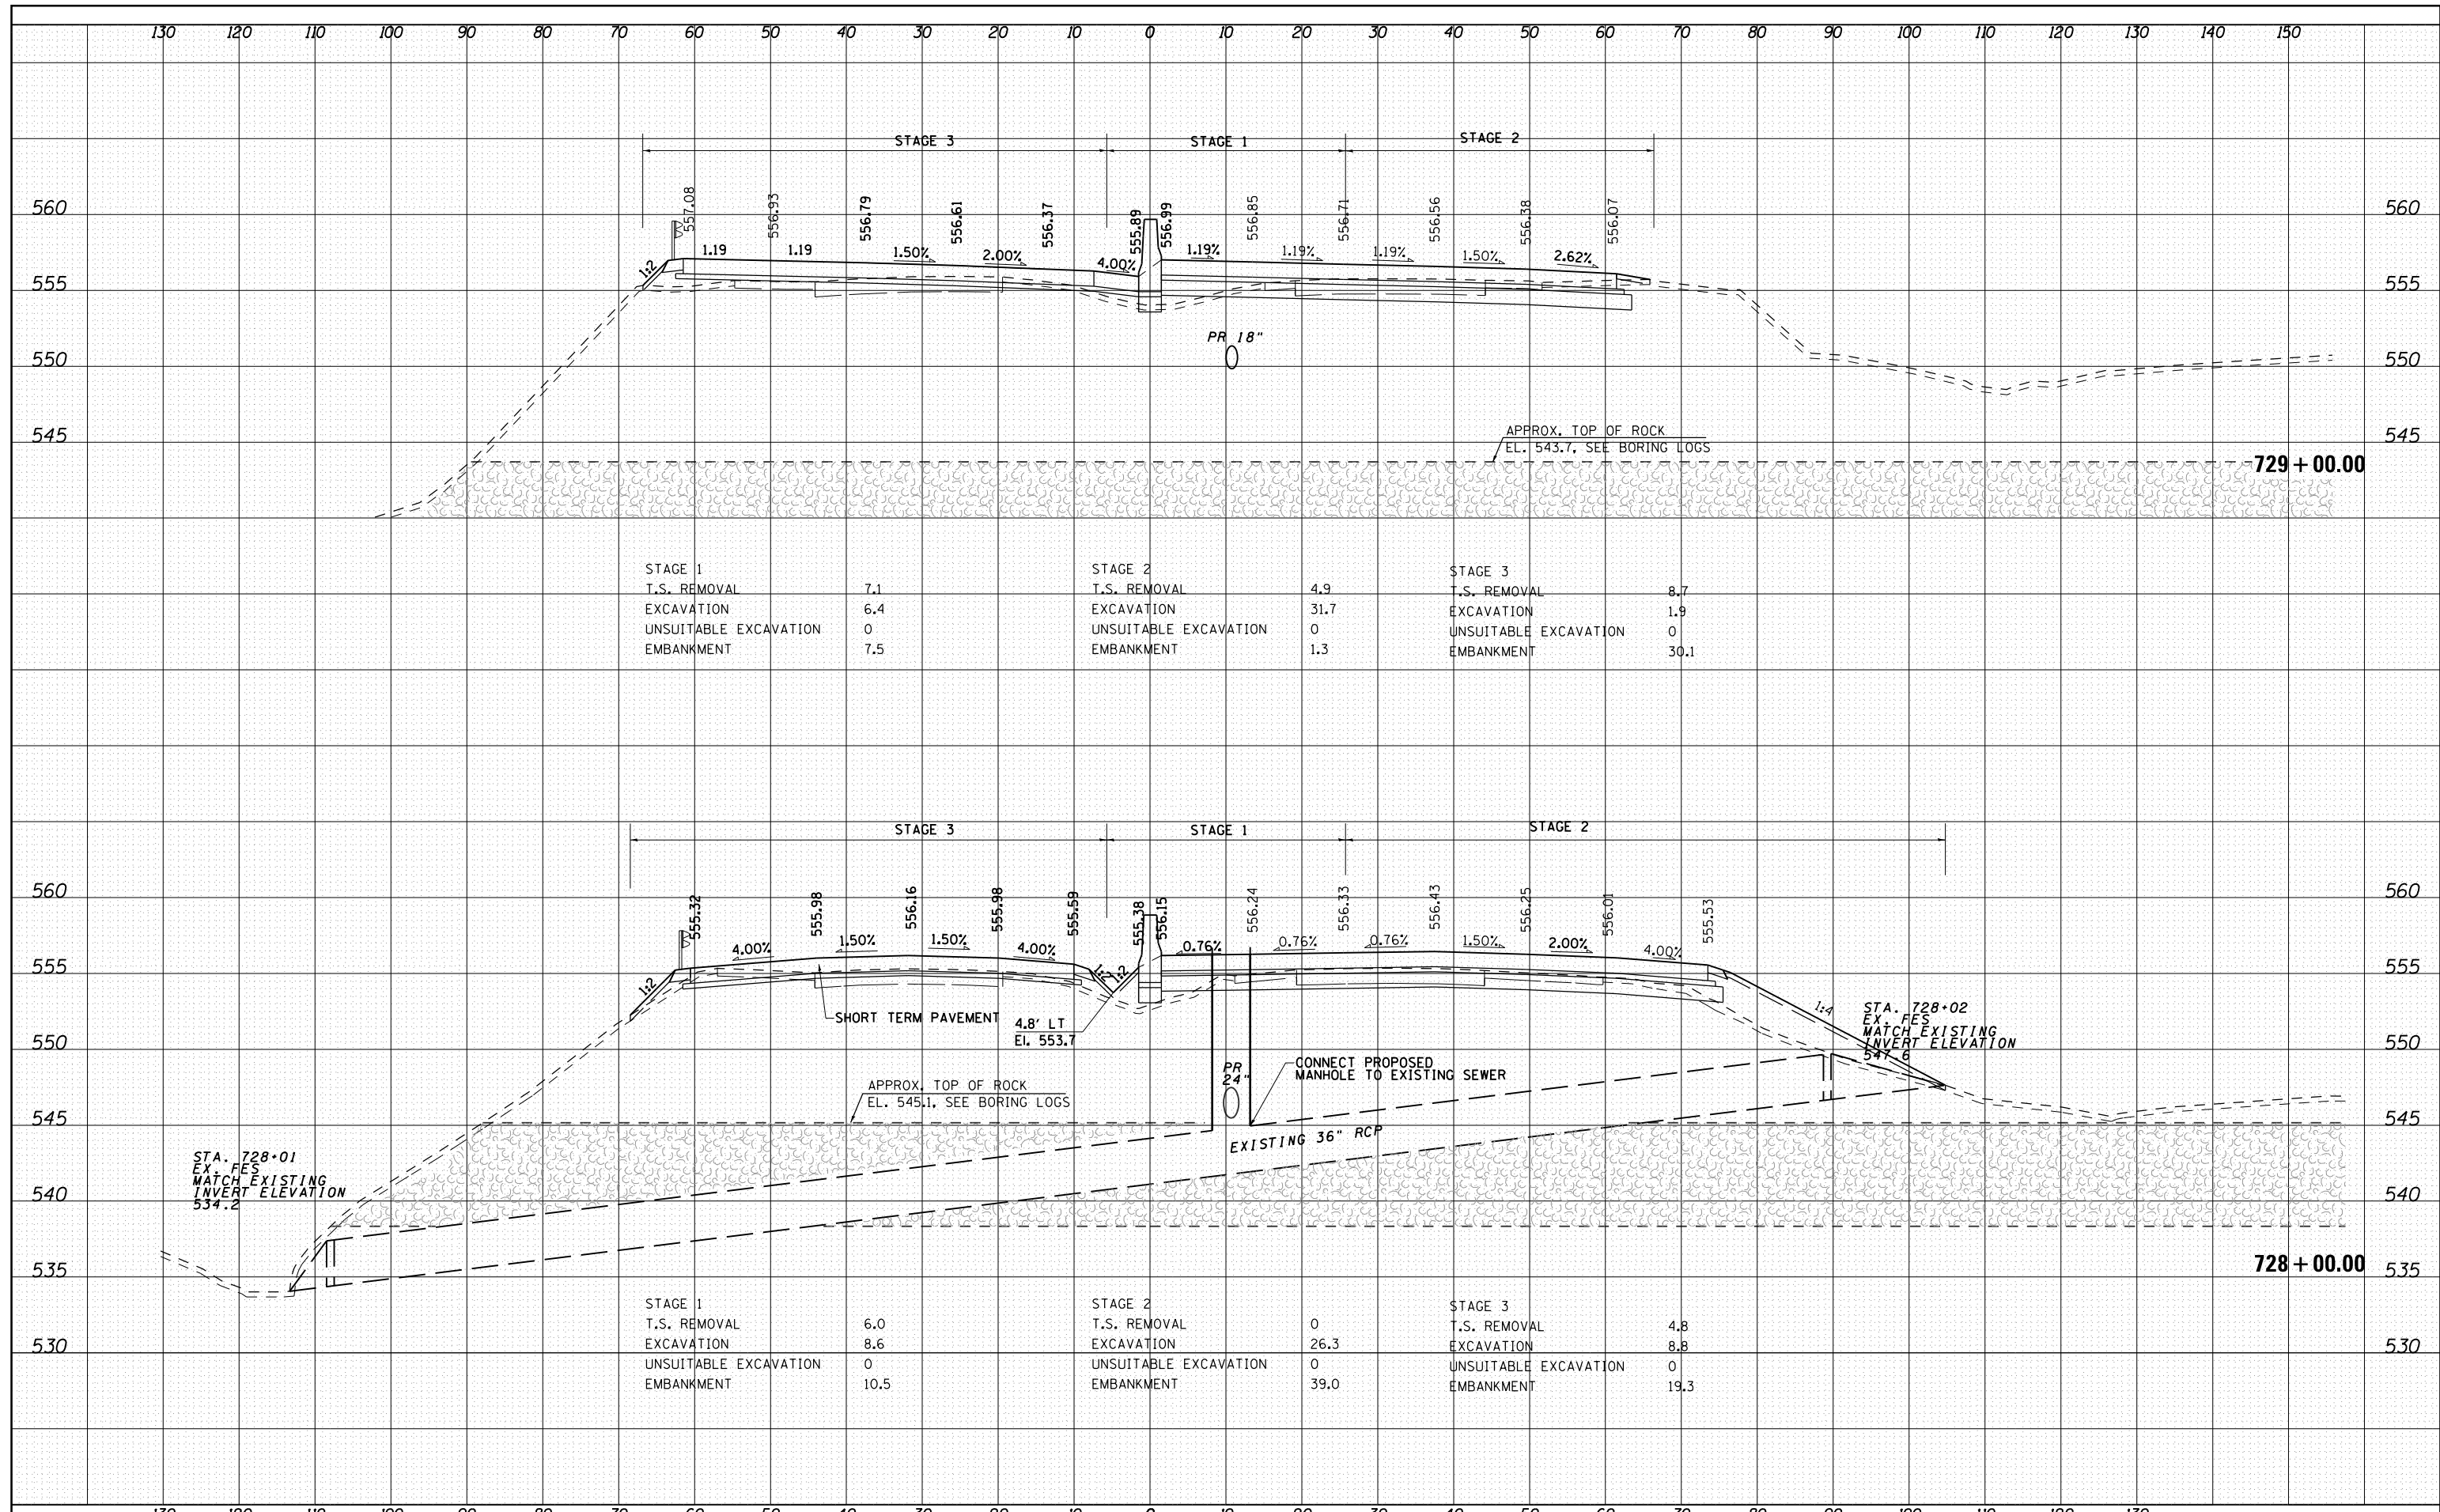 130 120 110 100 90 80 70 60 50 40 30 20 10 0 10 20 30 40 50 60 70 80 90 100 110 120 130 140 150
STAGE 3 STAGE 1 STAGE 2
557.08 556.93 556.79 556.61 556.37 555.89 556.99 556.85 556.71 556.56 556.38 556.07
560 560
1:2 1.19 1.19 1.50% 2.00% 4.00% 1.19% 1.19% 1.19% 1.50% 2.62%
555 555
PR 18"
550 550
APPROX. TOP OF ROCK
545 545
EL. 543.7, SEE BORING LOGS
729+00.00
STAGE 1
T.S. REMOVAL 7.1
EXCAVATION 6.4
UNSUITABLE EXCAVATION 0
EMBANKMENT 7.5
STAGE 2
T.S. REMOVAL 4.9
EXCAVATION 31.7
UNSUITABLE EXCAVATION 0
EMBANKMENT 1.3
STAGE 3
T.S. REMOVAL 8.7
EXCAVATION 1.9
UNSUITABLE EXCAVATION 0
EMBANKMENT 30.1
STAGE 3 STAGE 1 STAGE 2
560 560
555.32 555.98 556.16 555.98 555.59 555.38 556.15 556.24 556.33 556.43 556.25 556.01 555.53
4.00% 1.50% 1.50% 4.00% 0.76% 0.76% 0.76% 1.50% 2.00% 4.00%
555 555
1:2 1:2 1:2 1:4
SHORT TERM PAVEMENT
4.8' LT
El. 553.7
STA. 728+02
EX. FES
MATCH EXISTING
INVERT ELEVATION
547.6
550 550
CONNECT PROPOSED
MANHOLE TO EXISTING SEWER
PR
24"
APPROX. TOP OF ROCK
EL. 545.1, SEE BORING LOGS
545 545
EXISTING 36" RCP
STA. 728+01
EX. FES
MATCH EXISTING
INVERT ELEVATION
534.2
540 540
535 535
728+00.00
STAGE 1
T.S. REMOVAL 6.0
EXCAVATION 8.6
UNSUITABLE EXCAVATION 0
EMBANKMENT 10.5
STAGE 2
T.S. REMOVAL 0
EXCAVATION 26.3
UNSUITABLE EXCAVATION 0
EMBANKMENT 39.0
STAGE 3
T.S. REMOVAL 4.8
EXCAVATION 8.8
UNSUITABLE EXCAVATION 0
EMBANKMENT 19.3
530 530